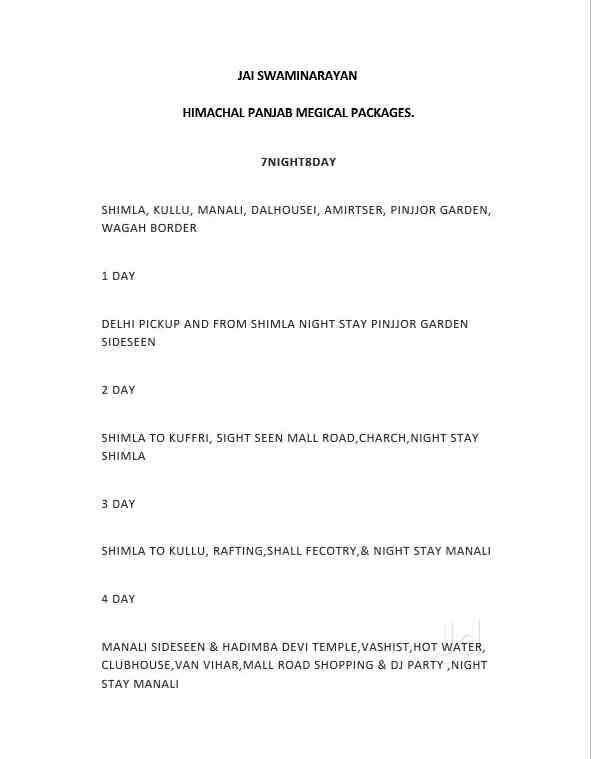 JAI SWAMINARAYAN
HIMACHAL PANJAB MEGICAL PACKAGES.
7NIGHT8DAY
SHIMLA, KULLU, MANALI, DALHOUSEI, AMIRTSER, PINJJOR GARDEN,
WAGAH BORDER
1 DAY
DELHI PICKUP AND FROM SHIMLA NIGHT STAY PINJJOR GARDEN
SIDESEEN
2 DAY
SHIMLA TO KUFFRI, SIGHT SEEN MALL ROAD,CHARCH,NIGHT STAY
SHIMLA
3 DAY
SHIMLA TO KULLU, RAFTING,SHALL FECOTRY,& NIGHT STAY MANALI
4 DAY
MANALI SIDESEEN & HADIMBA DEVI TEMPLE,VASHIST,HOT WATER,
CLUBHOUSE,VAN VIHAR,MALL ROAD SHOPPING & DJ PARTY ,NIGHT
STAY MANALI